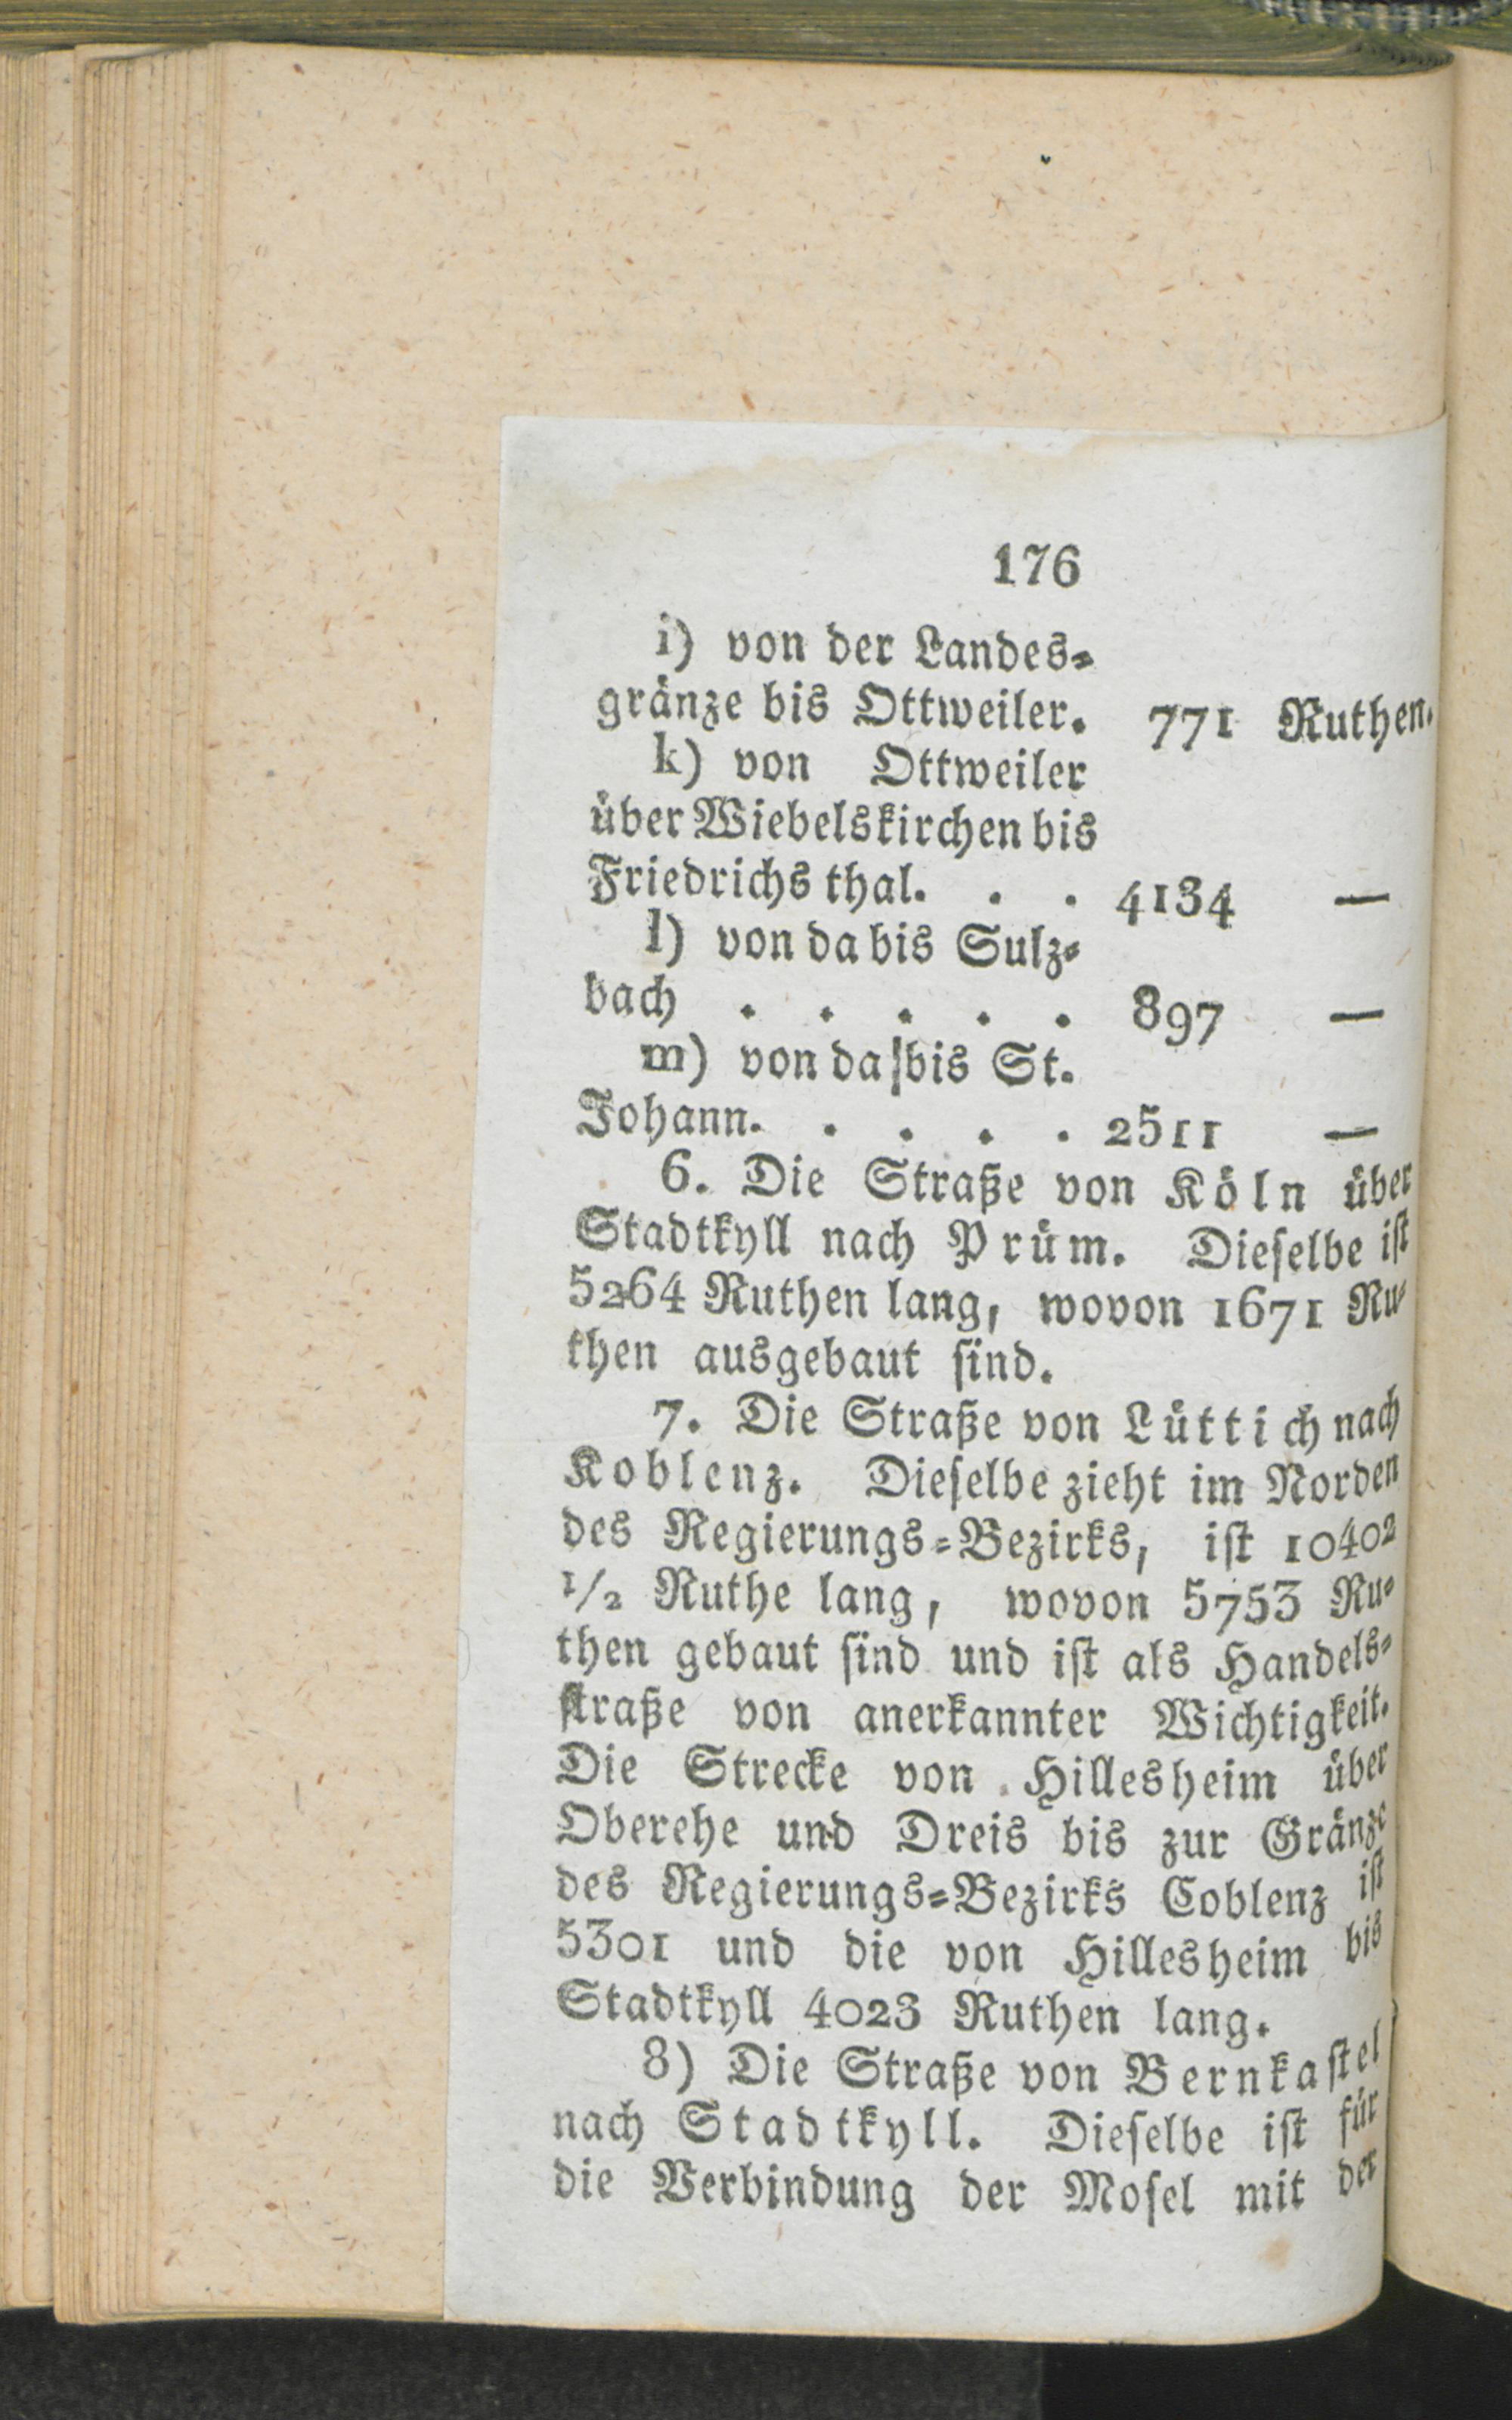 176
i) von der Landes=
gränze bis Ottweiler. 771 Ruthen.
k) von Ottweiler
über Wiebelskirchen bis
Friedrichsthal. . . 4134 —
l) von da bis Sulz=
bach . . . . . 897 —
m) von da bis St.
Johann. . . . . 2511 —
6. Die Straße von Köln über
Stadtkyll nach Prüm. Dieselbe ist
5264 Ruthen lang, wovon 1671 Ru=
then ausgebaut sind.
7. Die Straße von Lüttich nach
Koblenz. Dieselbe zieht im Norden
des Regierungs=Bezirks, ist 10402
1/2 Ruthe lang, wovon 5753 Ru=
then gebaut sind und ist als Handels=
straße von anerkannter Wichtigkeit.
Die Strecke von Hillesheim über
Oberehe und Dreis bis zur Gränze
des Regierungs=Bezirks Coblenz ist
5301 und die von Hillesheim bis
Stadtkyll 4023 Ruthen lang.
8) Die Straße von Bernkastel
nach Stadtkyll. Dieselbe ist für
die Verbindung der Mosel mit der